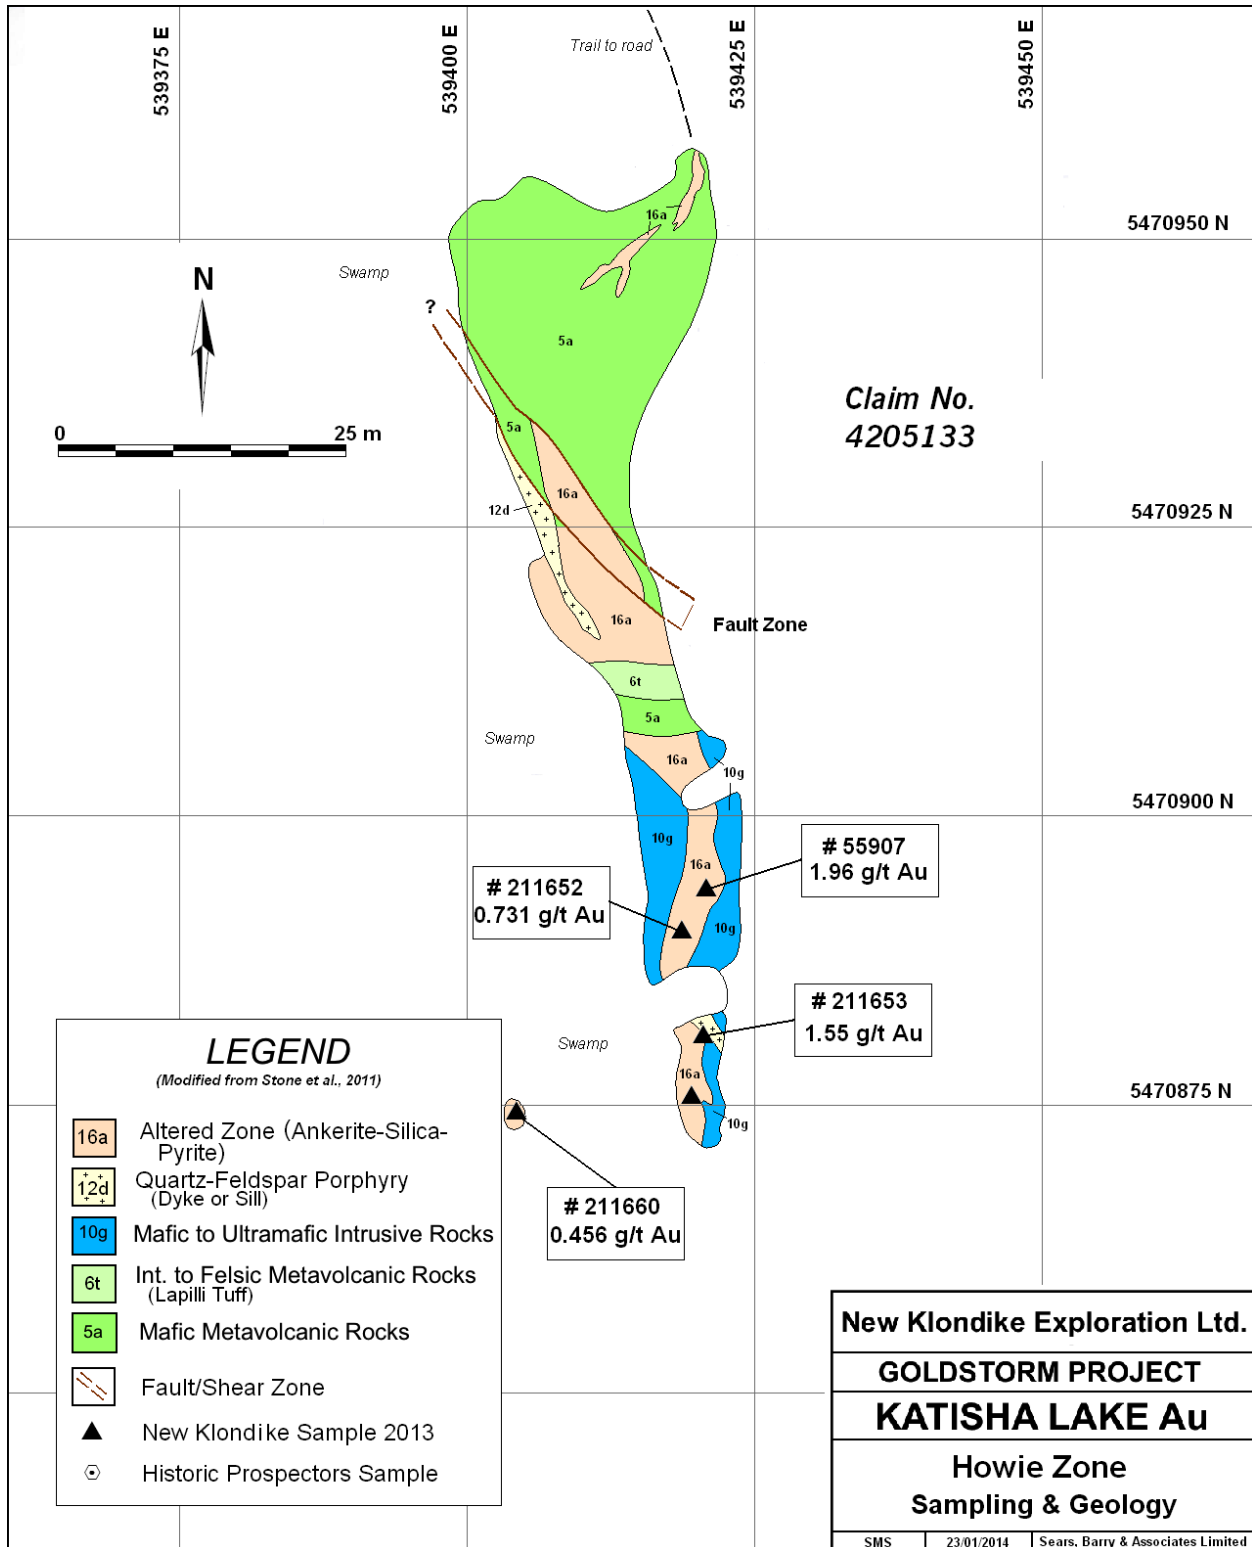 539375 E
539400 E
539425 E
539450 E
Trail to road
16a
5470950 N
Swamp
N
?
5a
Claim No.
4205133
0
25 m
5a
16a
12d
5470925 N
16a
Fault Zone
6t
5a
Swamp
16a
10g
5470900 N
10g
16a
# 55907
1.96 g/t Au
# 211652
0.731 g/t Au
10g
# 211653
1.55 g/t Au
Swamp
16a
5470875 N
10g
# 211660
0.456 g/t Au
LEGEND
(Modified from Stone et al., 2011)
16a Altered Zone (Ankerite-Silica-
Pyrite)
12d Quartz-Feldspar Porphyry
(Dyke or Sill)
10g Mafic to Ultramafic Intrusive Rocks
6t Int. to Felsic Metavolcanic Rocks
(Lapilli Tuff)
5a Mafic Metavolcanic Rocks
Fault/Shear Zone
New Klondike Sample 2013
Historic Prospectors Sample
New Klondike Exploration Ltd.
GOLDSTORM PROJECT
KATISHA LAKE Au
Howie Zone
Sampling & Geology
SMS 23/01/2014 Sears, Barry & Associates Limited